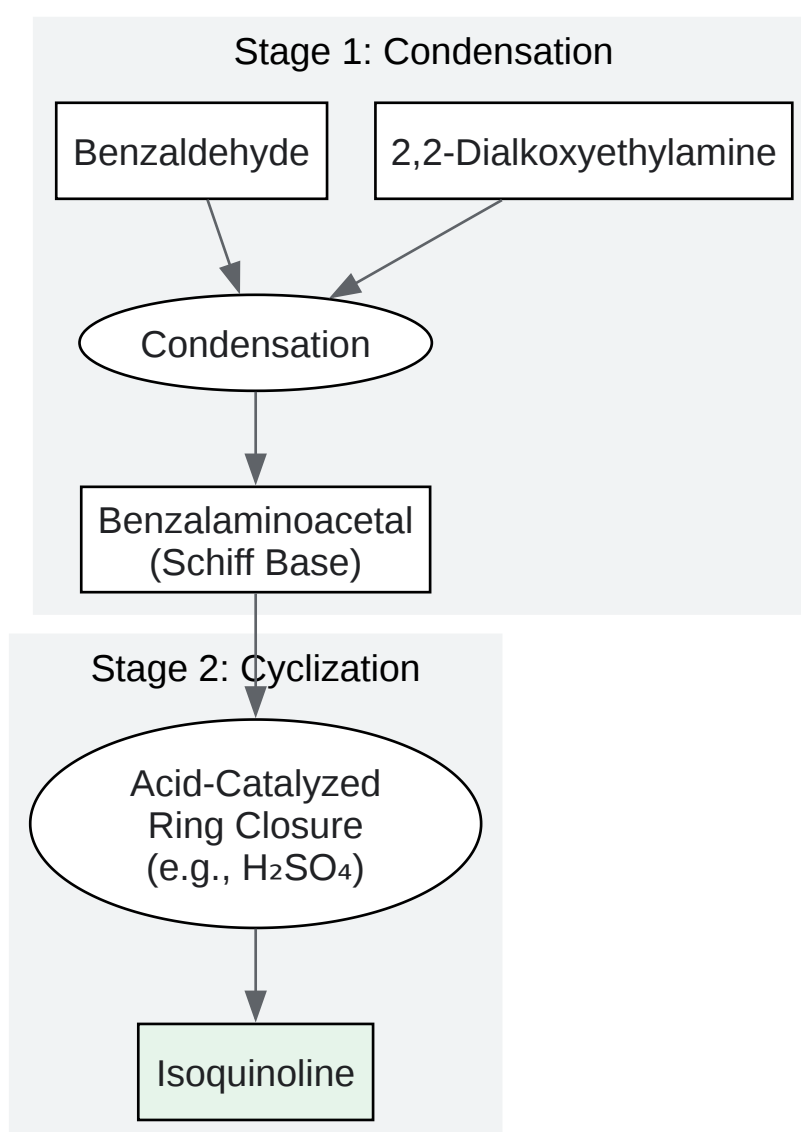 Stage 1: Condensation
Benzaldehyde
2,2-Dialkoxyethylamine
Condensation
Benzalaminoacetal
(Schiff Base)
Stage 2: Cyclization
Acid-Catalyzed
Ring Closure
(e.g., H₂SO₄)
Isoquinoline